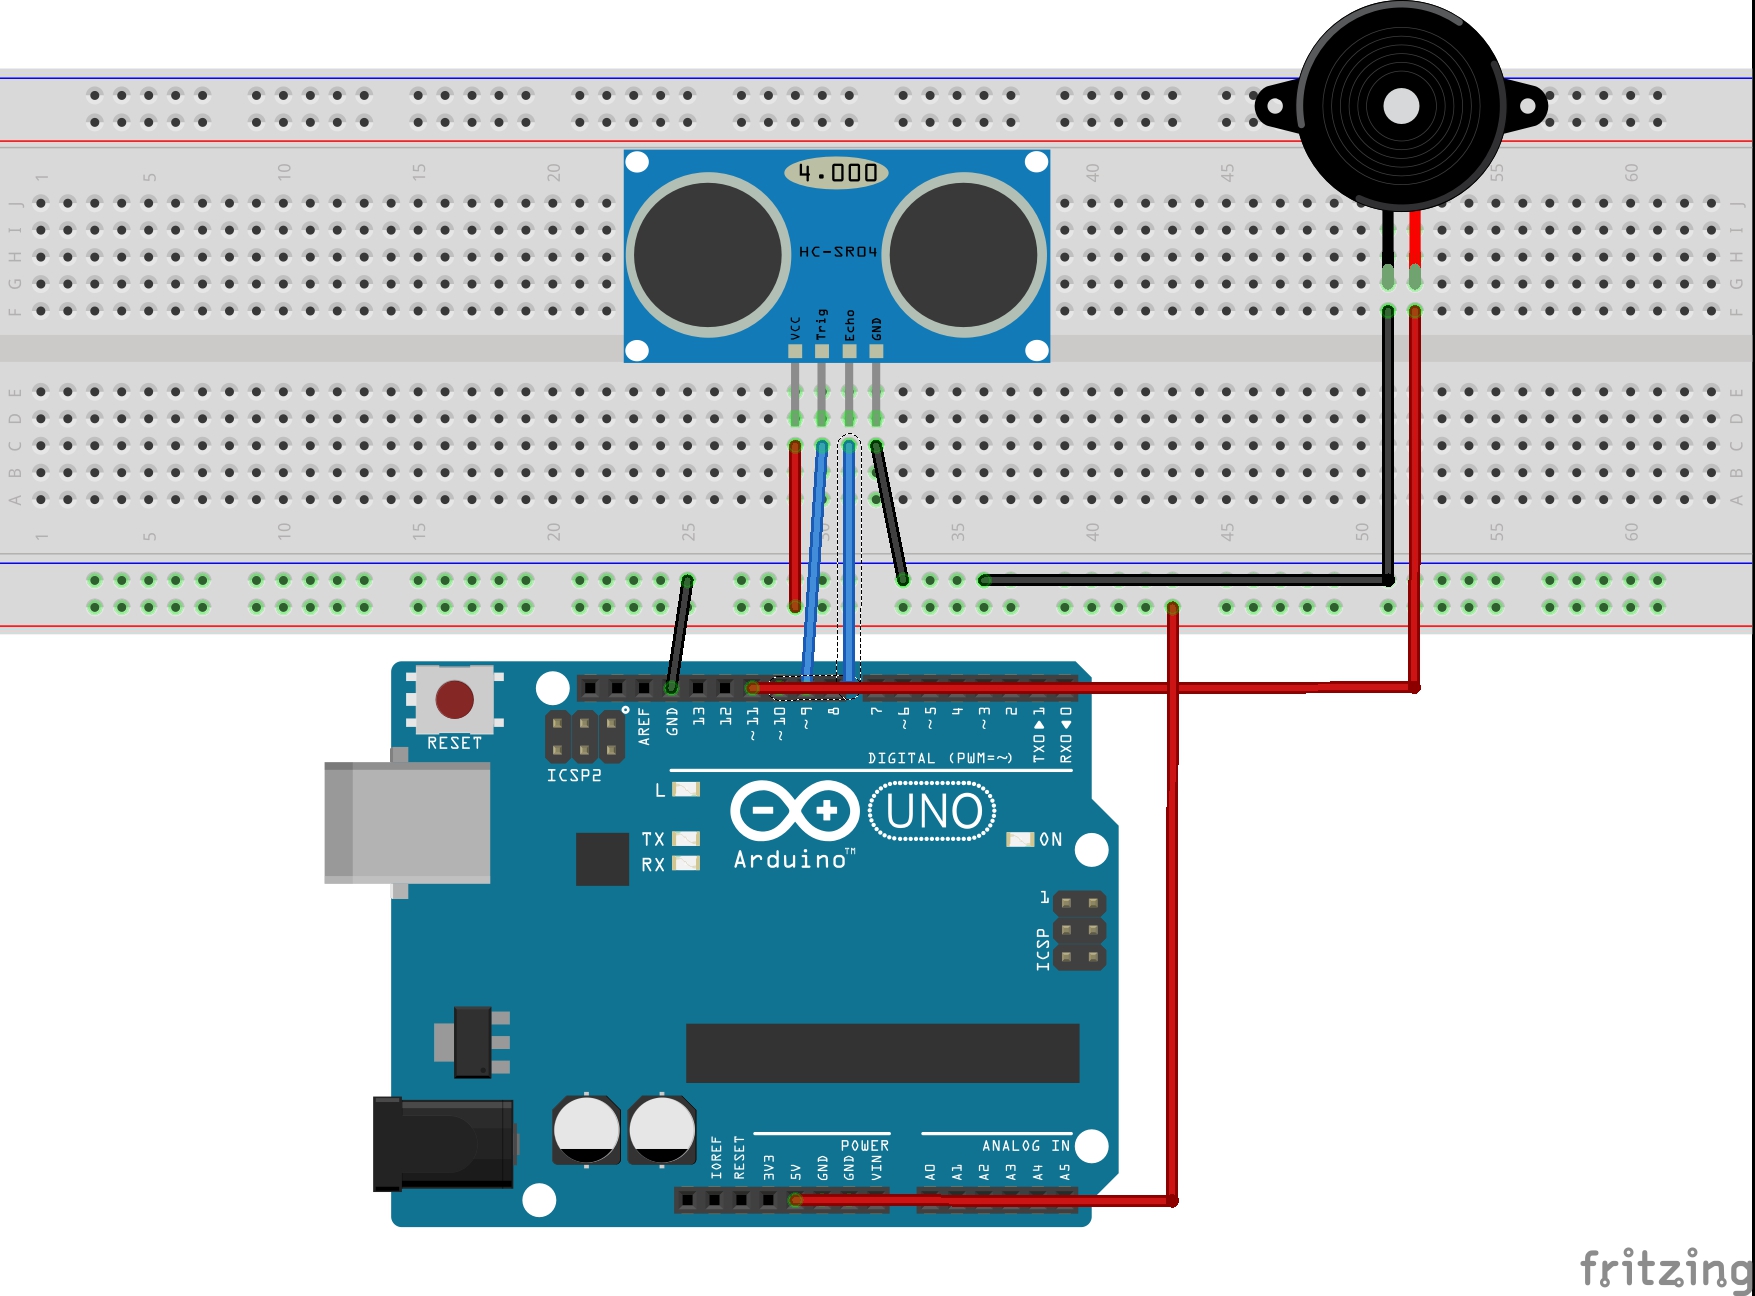 1 5 10 15 20 40 45 55 60
J J
I I
H H
G G
F F
4.000
HC-SR04
VCC Trig Echo GND
E E
D D
C C
B B
A A
1 5 10 15 20 25 35 40 45 50 55 60
RESET
ICSP2
AREF GND 13 12 ~11 ~10 ~9 8 7 ~6 ~5 4 ~3 2 TX0▶1 RX0◀0
DIGITAL (PWM=~)
L
TX
RX
UNO
ON
Arduino™
1
ICSP
IOREF RESET 3V3 5V GND GND VIN
POWER
ANALOG IN
A0 A1 A2 A3 A4 A5
fritzing